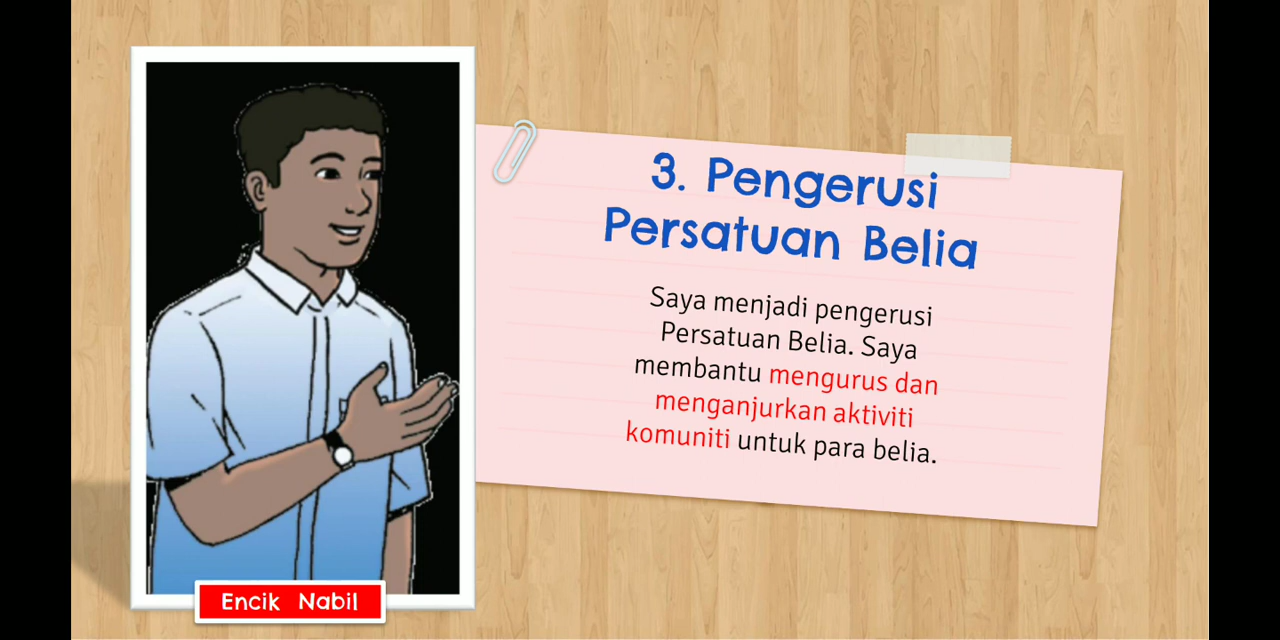 3. Pengerusi
Persatuan Belia
Saya menjadi pengerusi
Persatuan Belia. Saya
membantu mengurus dan
menganjurkan aktiviti
komuniti untuk para belia.
Encik Nabil